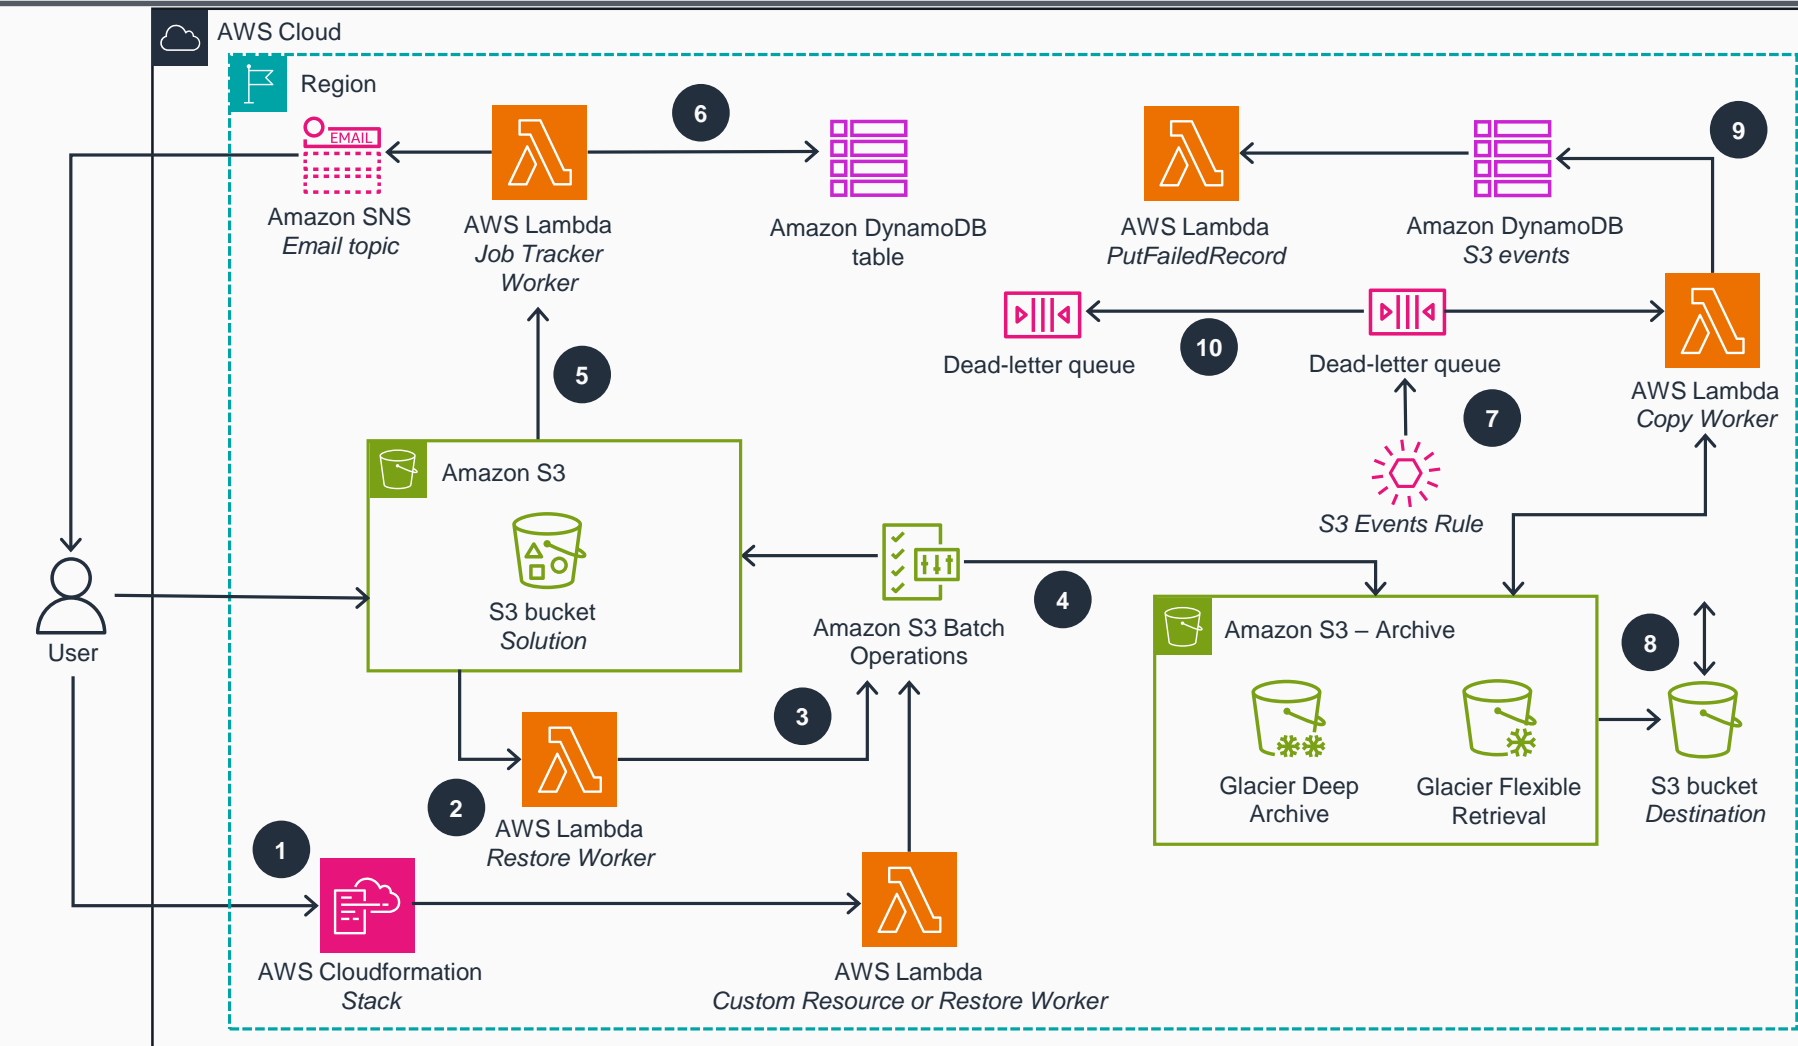 AWS Cloud
Region
6
9
EMAIL
Amazon SNS
Email topic
AWS Lambda
Job Tracker
Worker
Amazon DynamoDB
table
AWS Lambda
PutFailedRecord
Amazon DynamoDB
S3 events
10
Dead-letter queue
Dead-letter queue
5
7
AWS Lambda
Copy Worker
Amazon S3
S3 Events Rule
S3 bucket
Solution
4
Amazon S3 Batch
Operations
Amazon S3 – Archive
8
User
3
2
AWS Lambda
Restore Worker
Glacier Deep
Archive
Glacier Flexible
Retrieval
S3 bucket
Destination
1
AWS Cloudformation
Stack
AWS Lambda
Custom Resource or Restore Worker